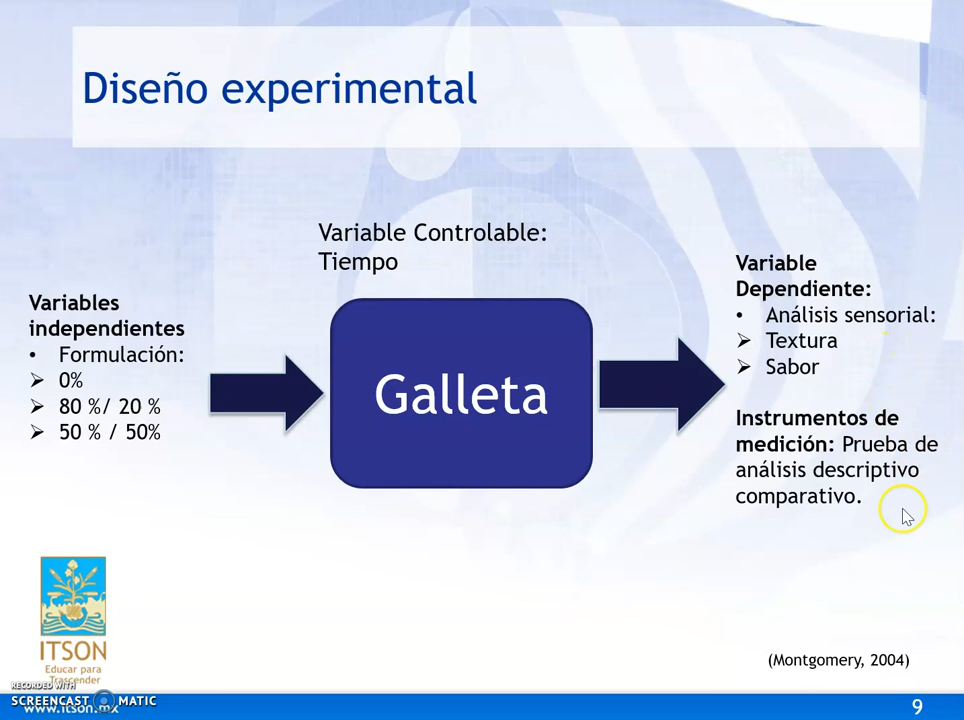 Diseño experimental
Variable Controlable:
Tiempo
Variables
independientes
• Formulación:
➢ 0%
➢ 80 %/ 20 %
➢ 50 % / 50%
Galleta
Variable
Dependiente:
• Análisis sensorial:
➢ Textura
➢ Sabor
Instrumentos de
medición: Prueba de
análisis descriptivo
comparativo.
ITSON
Educar para
Trascender
(Montgomery, 2004)
RECORDED WITH
SCREENCAST MATIC
www.itson.mx
9